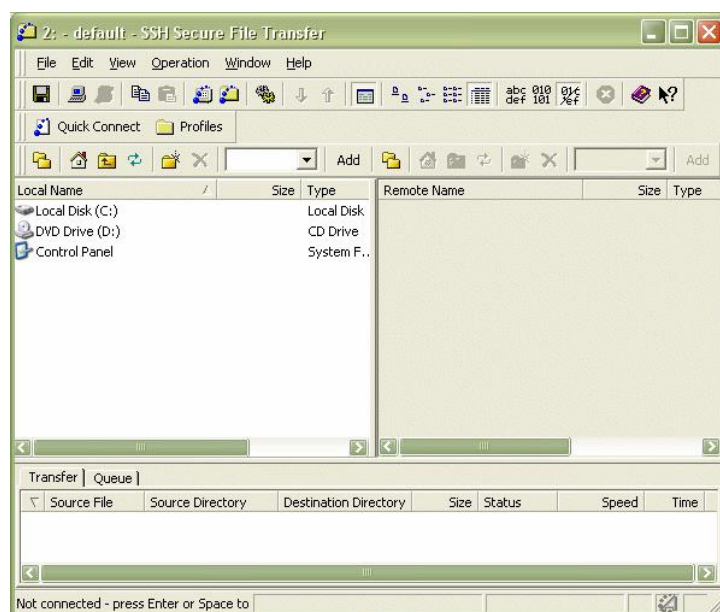 2: - default - SSH Secure File Transfer
File Edit View Operation Window Help
abc 010 01¢
def 101 %ef
Quick Connect Profiles
Add Add
Local Name / Size Type Remote Name Size Type
Local Disk (C:) Local Disk
DVD Drive (D:) CD Drive
Control Panel System F..
Transfer Queue
Source File Source Directory Destination Directory Size Status Speed Time
Not connected - press Enter or Space to